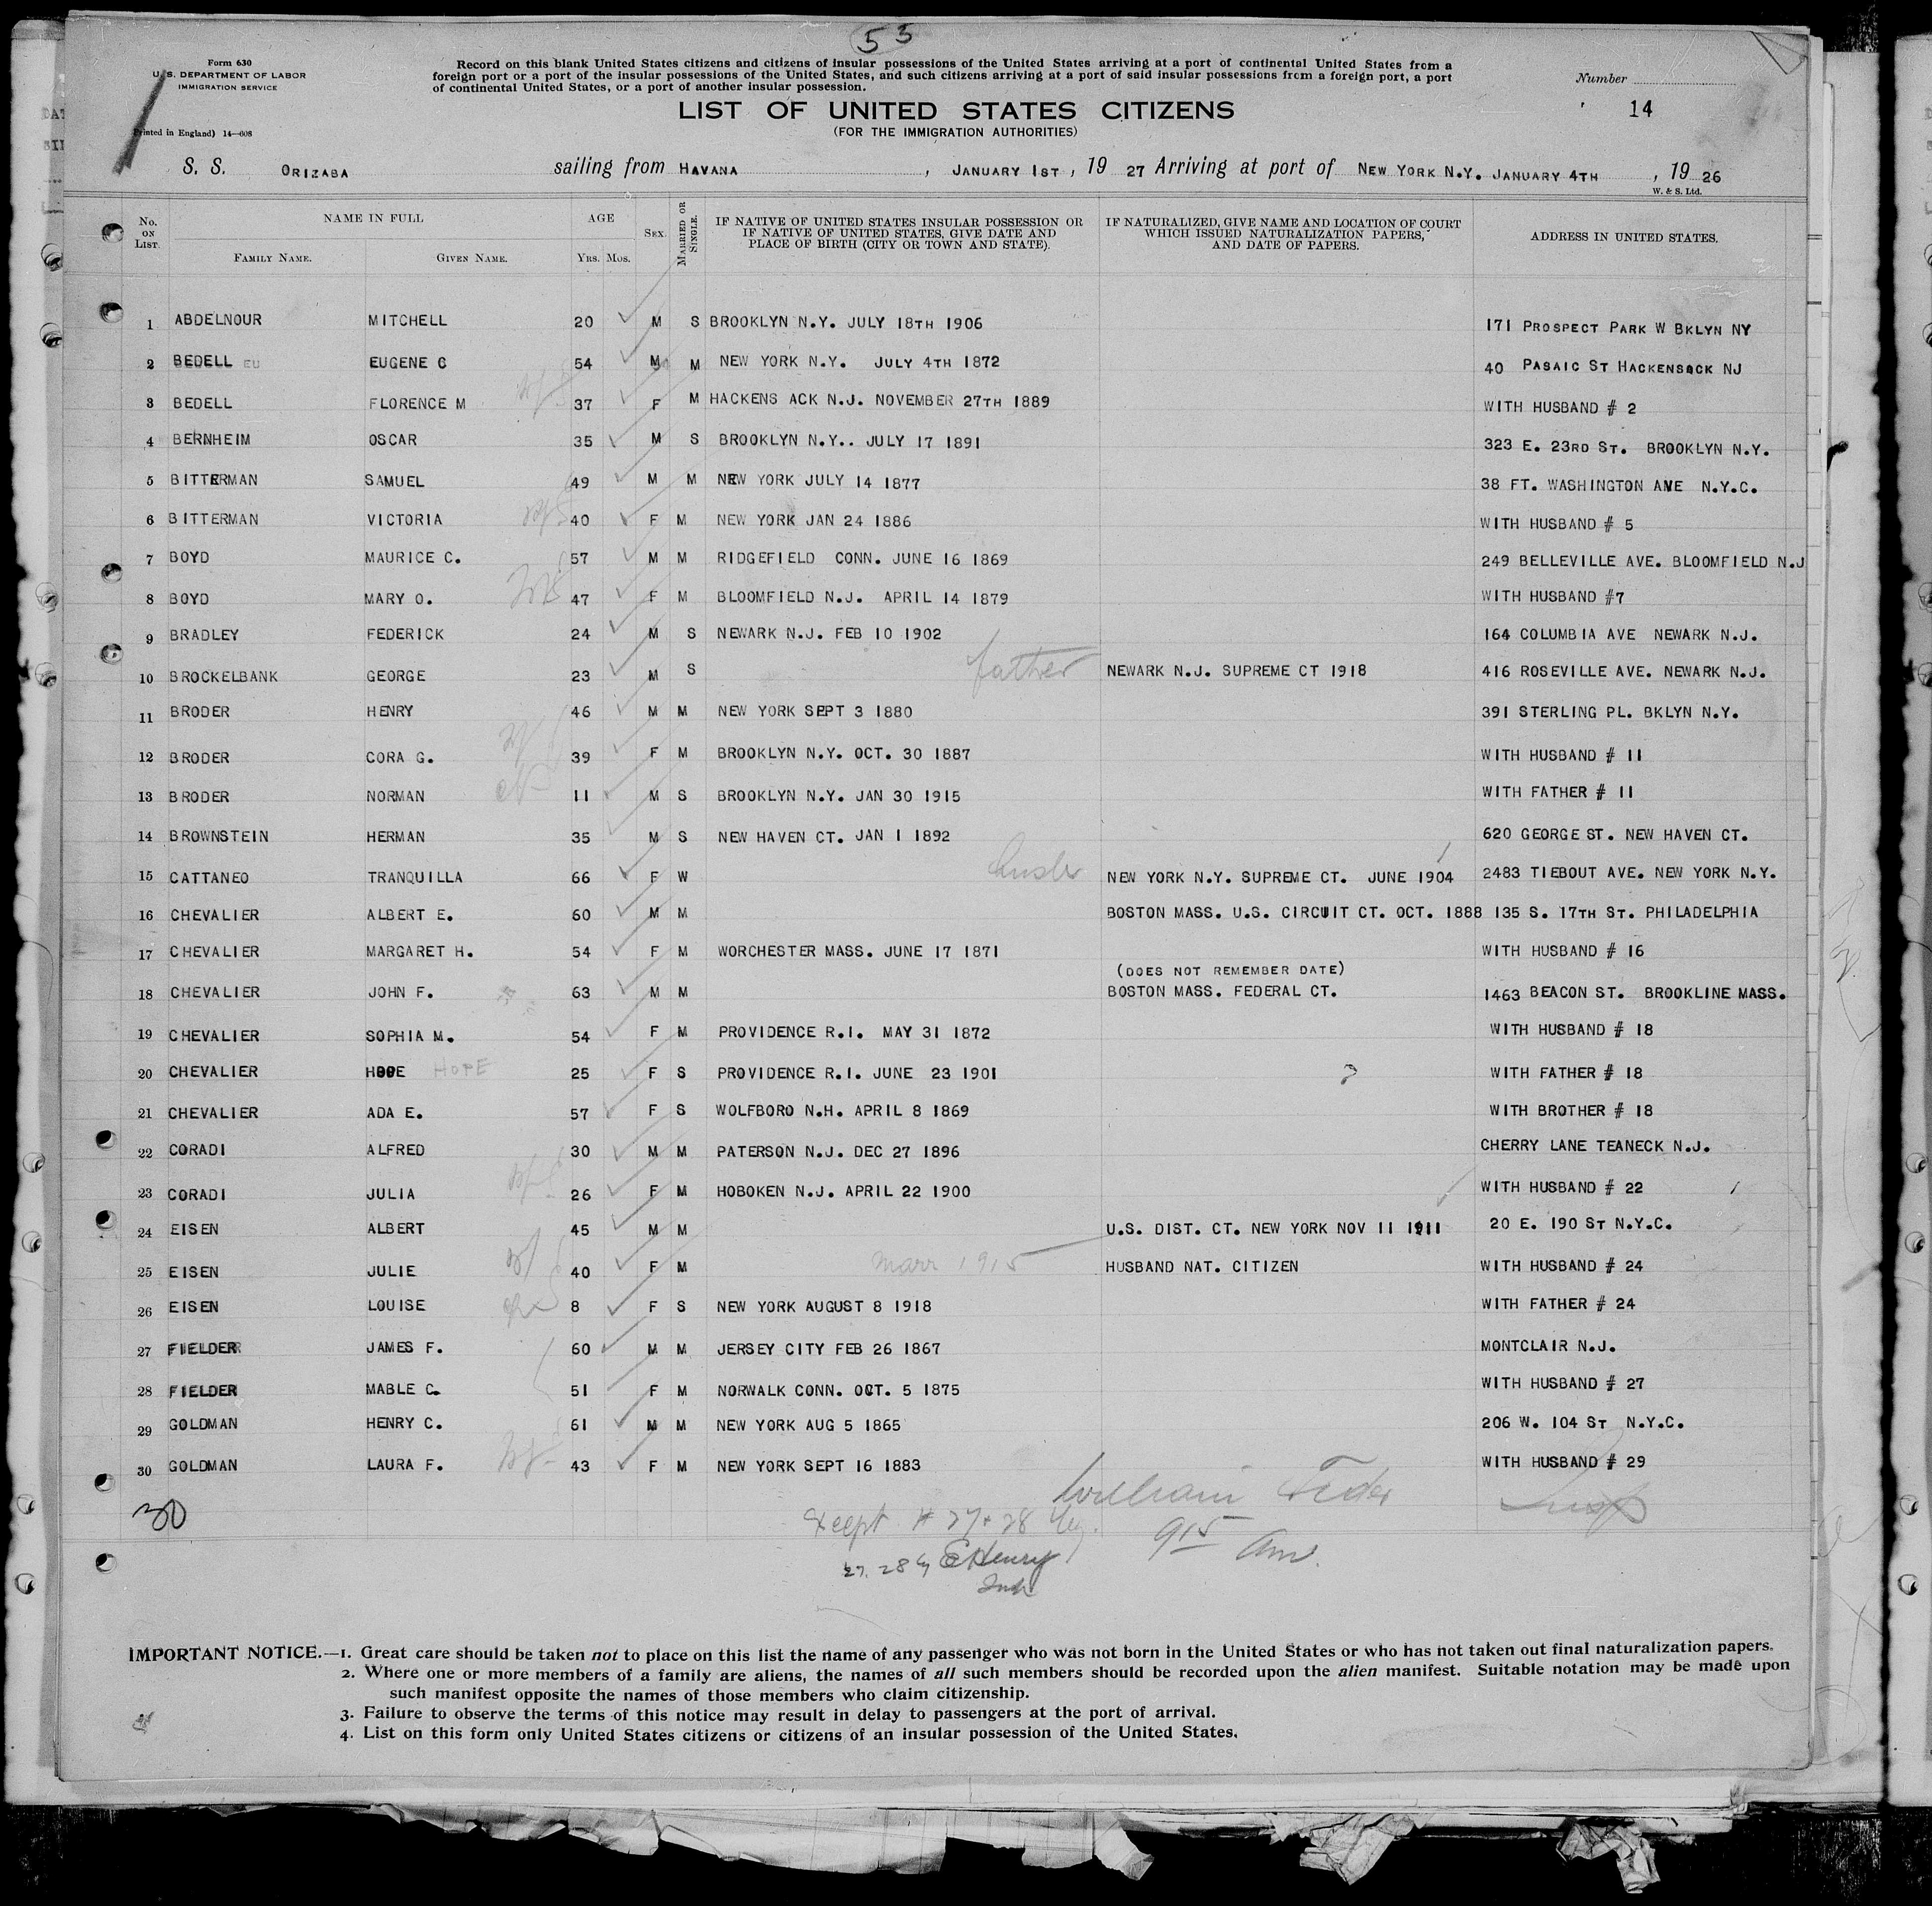 53
Form 630
U. S. DEPARTMENT OF LABOR
IMMIGRATION SERVICE
Record on this blank United States citizens and citizens of insular possessions of the United States arriving at a port of continental United States from a
foreign port or a port of the insular possessions of the United States, and such citizens arriving at a port of said insular possessions from a foreign port, a port
of continental United States, or a port of another insular possession.
Number
14
LIST OF UNITED STATES CITIZENS
(FOR THE IMMIGRATION AUTHORITIES)
Printed in England) 14—608
S. S. ORIZABA sailing from HAVANA , JANUARY 1ST , 19 27 Arriving at port of NEW YORK N.Y. JANUARY 4TH , 19 26
W. & S. Ltd.
No. ON LIST. NAME IN FULL AGE SEX. MARRIED OR SINGLE. IF NATIVE OF UNITED STATES INSULAR POSSESSION OR IF NATIVE OF UNITED STATES, GIVE DATE AND PLACE OF BIRTH (CITY OR TOWN AND STATE). IF NATURALIZED, GIVE NAME AND LOCATION OF COURT WHICH ISSUED NATURALIZATION PAPERS, AND DATE OF PAPERS. ADDRESS IN UNITED STATES.
FAMILY NAME. GIVEN NAME. YRS. MOS.
1 ABDELNOUR MITCHELL 20 M S BROOKLYN N.Y. JULY 18TH 1906 171 PROSPECT PARK W BKLYN NY
2 BEDELL EU EUGENE C 54 M M NEW YORK N.Y. JULY 4TH 1872 40 PASAIC ST HACKENSACK NJ
3 BEDELL FLORENCE M 37 F M HACKENS ACK N.J. NOVEMBER 27TH 1889 WITH HUSBAND # 2
4 BERNHEIM OSCAR 35 M S BROOKLYN N.Y.. JULY 17 1891 323 E. 23RD ST. BROOKLYN N.Y.
5 BITTERMAN SAMUEL 49 M M NEW YORK JULY 14 1877 38 FT. WASHINGTON AVE N.Y.C.
6 BITTERMAN VICTORIA 40 F M NEW YORK JAN 24 1886 WITH HUSBAND # 5
7 BOYD MAURICE C. 57 M M RIDGEFIELD CONN. JUNE 16 1869 249 BELLEVILLE AVE. BLOOMFIELD N.J
8 BOYD MARY O. 47 F M BLOOMFIELD N.J. APRIL 14 1879 WITH HUSBAND #7
9 BRADLEY FEDERICK 24 M S NEWARK N.J. FEB 10 1902 164 COLUMBIA AVE NEWARK N.J.
10 BROCKELBANK GEORGE 23 M S father NEWARK N.J. SUPREME CT 1918 416 ROSEVILLE AVE. NEWARK N.J.
11 BRODER HENRY 46 M M NEW YORK SEPT 3 1880 391 STERLING PL. BKLYN N.Y.
12 BRODER CORA G. 39 F M BROOKLYN N.Y. OCT. 30 1887 WITH HUSBAND # 11
13 BRODER NORMAN 11 M S BROOKLYN N.Y. JAN 30 1915 WITH FATHER # 11
14 BROWNSTEIN HERMAN 35 M S NEW HAVEN CT. JAN 1 1892 620 GEORGE ST. NEW HAVEN CT.
15 CATTANEO TRANQUILLA 66 F W NEW YORK N.Y. SUPREME CT. JUNE 1904 2483 TIEBOUT AVE. NEW YORK N.Y.
16 CHEVALIER ALBERT E. 60 M M BOSTON MASS. U.S. CIRCUIT CT. OCT. 1888 135 S. 17TH ST. PHILADELPHIA
17 CHEVALIER MARGARET H. 54 F M WORCHESTER MASS. JUNE 17 1871 WITH HUSBAND # 16
(DOES NOT REMEMBER DATE)
18 CHEVALIER JOHN F. 63 M M BOSTON MASS. FEDERAL CT. 1463 BEACON ST. BROOKLINE MASS.
19 CHEVALIER SOPHIA M. 54 F M PROVIDENCE R.I. MAY 31 1872 WITH HUSBAND # 18
20 CHEVALIER HOPE HOPE 25 F S PROVIDENCE R.I. JUNE 23 1901 WITH FATHER # 18
21 CHEVALIER ADA E. 57 F S WOLFBORO N.H. APRIL 8 1869 WITH BROTHER # 18
22 CORADI ALFRED 30 M M PATERSON N.J. DEC 27 1896 CHERRY LANE TEANECK N.J.
23 CORADI JULIA 26 F M HOBOKEN N.J. APRIL 22 1900 WITH HUSBAND # 22
24 EISEN ALBERT 45 M M U.S. DIST. CT. NEW YORK NOV 11 1911 20 E. 190 ST N.Y.C.
25 EISEN JULIE 40 F M marr 1915 HUSBAND NAT. CITIZEN WITH HUSBAND # 24
26 EISEN LOUISE 8 F S NEW YORK AUGUST 8 1918 WITH FATHER # 24
27 FIELDER JAMES F. 60 M M JERSEY CITY FEB 26 1867 MONTCLAIR N.J.
28 FIELDER MABLE C. 51 F M NORWALK CONN. OCT. 5 1875 WITH HUSBAND # 27
29 GOLDMAN HENRY C. 61 M M NEW YORK AUG 5 1865 206 W. 104 ST N.Y.C.
30 GOLDMAN LAURA F. 43 F M NEW YORK SEPT 16 1883 WITH HUSBAND # 29
30
William Feder Insp
Except # 27 + 28 915 am.
27. 28 by E Henry
IMPORTANT NOTICE.—1. Great care should be taken not to place on this list the name of any passenger who was not born in the United States or who has not taken out final naturalization papers.
2. Where one or more members of a family are aliens, the names of all such members should be recorded upon the alien manifest. Suitable notation may be made upon
such manifest opposite the names of those members who claim citizenship.
3. Failure to observe the terms of this notice may result in delay to passengers at the port of arrival.
4. List on this form only United States citizens or citizens of an insular possession of the United States.